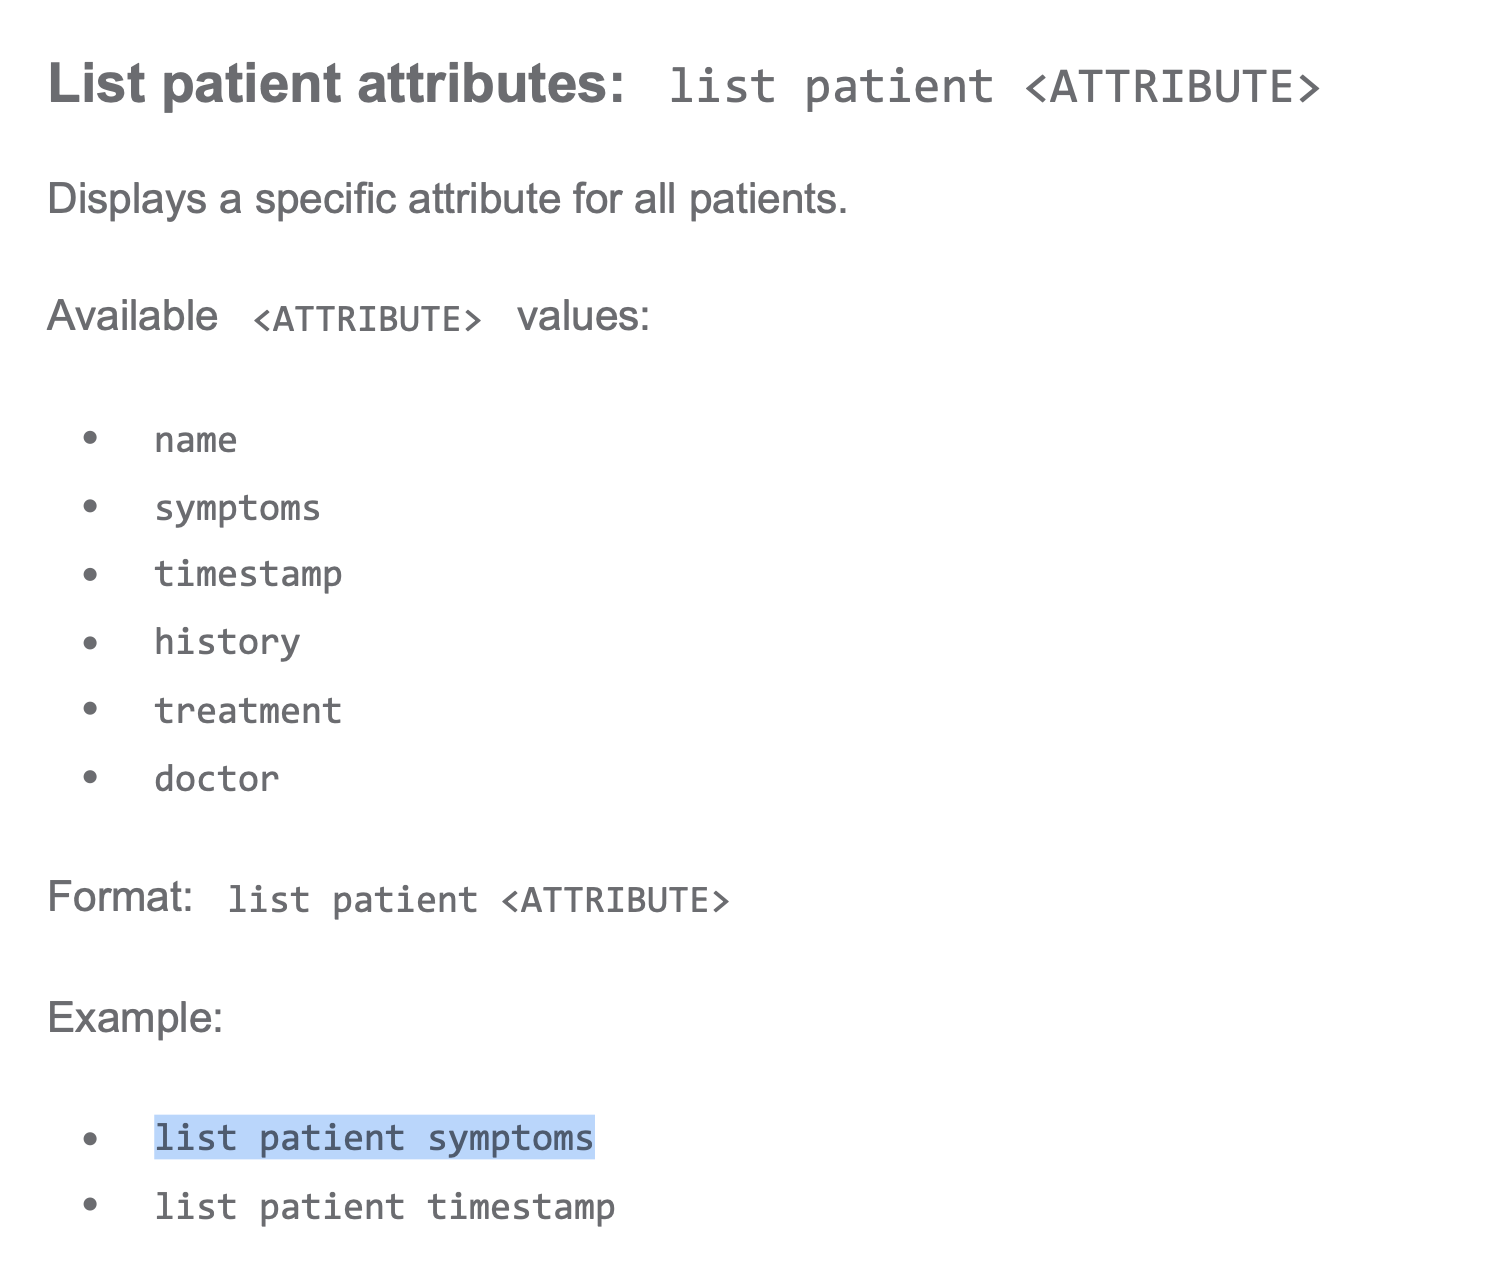 List patient attributes: list patient <ATTRIBUTE>
Displays a specific attribute for all patients.
Available <ATTRIBUTE> values:
• name
• symptoms
• timestamp
• history
• treatment
• doctor
Format: list patient <ATTRIBUTE>
Example:
• list patient symptoms
• list patient timestamp